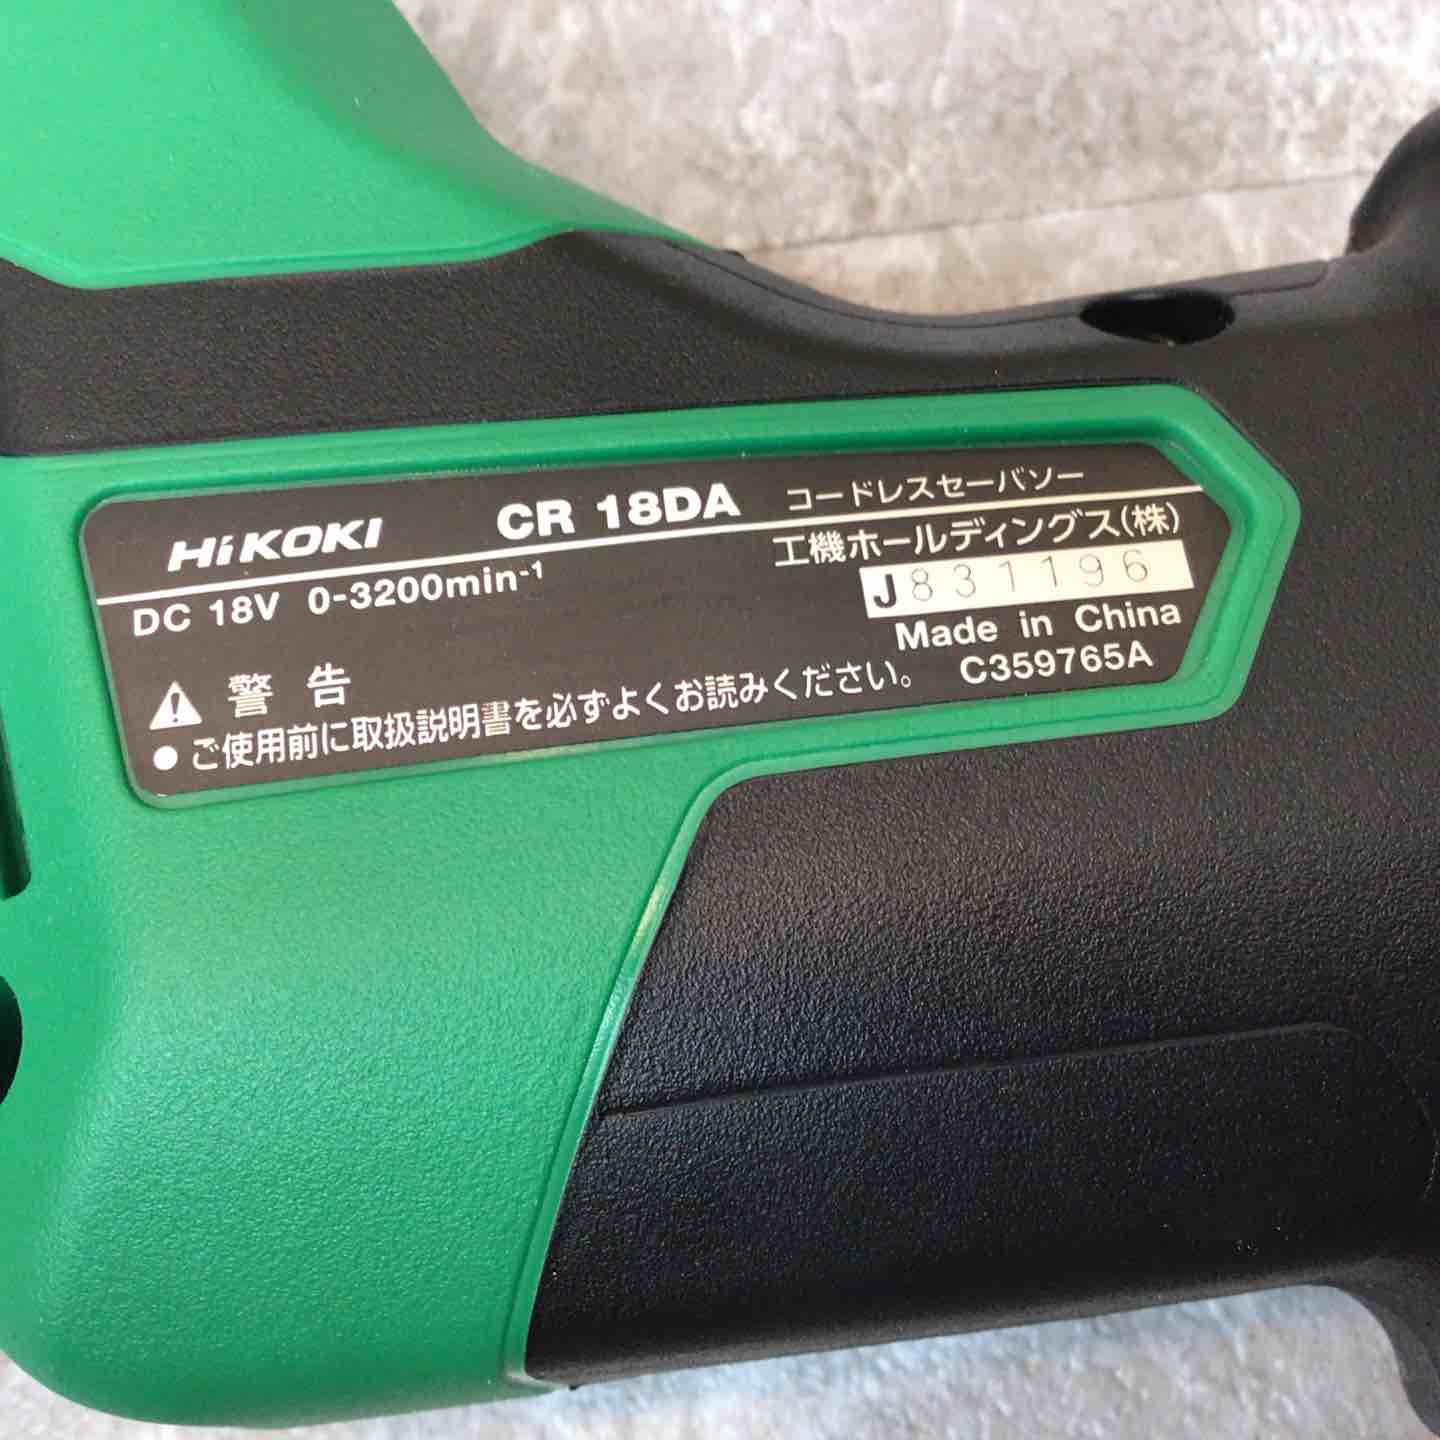 HiKOKI CR 18DA コードレスセーバソー
DC 18V 0-3200min-1 工機ホールディングス(株)
J831196
Made in China
警告 C359765A
● ご使用前に取扱説明書を必ずよくお読みください。